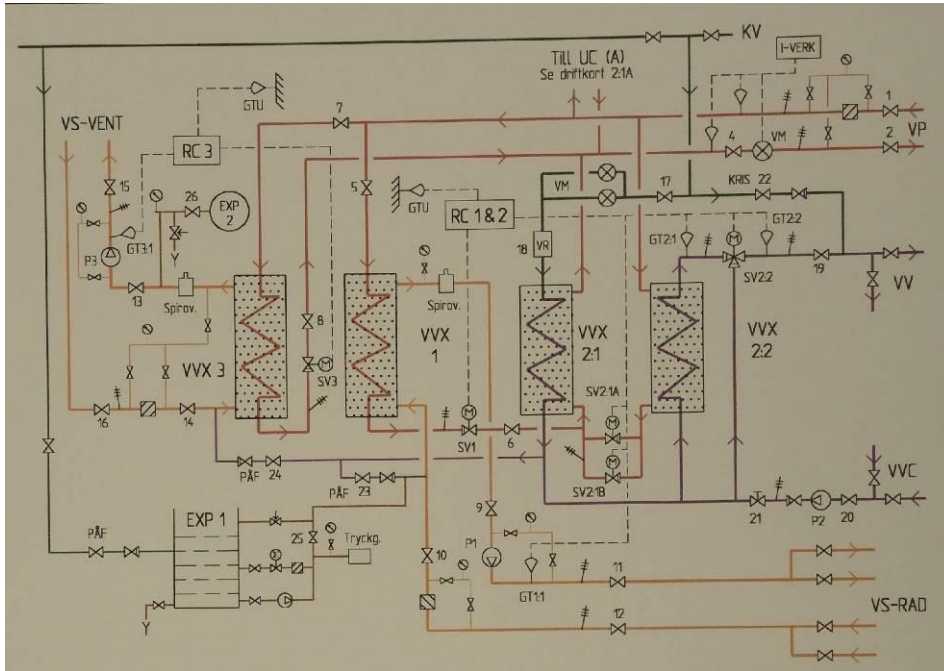 KV
I-VERK
Till UC (A)
Se driftkort 2:1A
GTU
7
1
VS-VENT
RC 3
4
VM
2
VP
15
26
EXP
2
5
VM
17
KRIS
22
GTU
RC 1 & 2
P3
GT3:1
18
VR
GT2:1
GT2:2
M
SV2:2
19
VV
13
Spirov.
Spirov.
8
VVX
1
VVX
2:1
VVX
2:2
VVX 3
M
SV3
SV2:1A
M
16
14
M
SV1
6
M
SV2:1B
PÄF
24
PÄF
23
VVC
21
P2
20
EXP 1
9
PÄF
25
Tryckg.
10
P1
11
GT1:1
12
VS-RAD
Y
Y